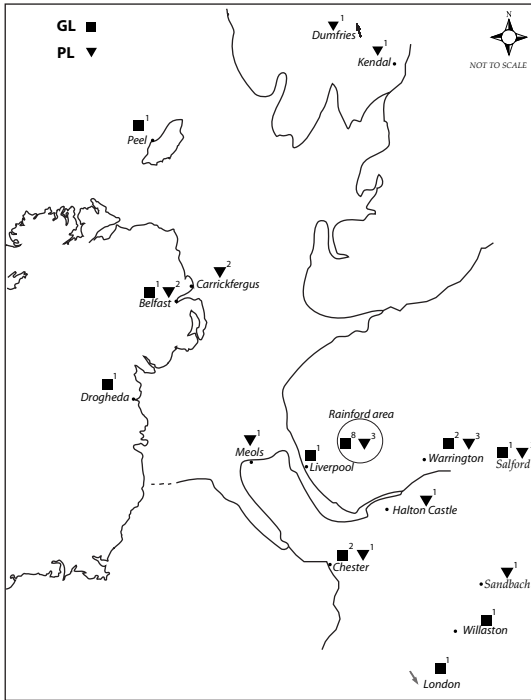 GL
PL
N
NOT TO SCALE
1
Dumfries
1
Kendal
1
Peel
2
Carrickfergus
1 2
Belfast
1
Drogheda
Rainford area
8 3
1
Meols
1
Liverpool
2 3
Warrington
1
Salford
1
Halton Castle
2 1
Chester
1
Sandbach
1
Willaston
1
London